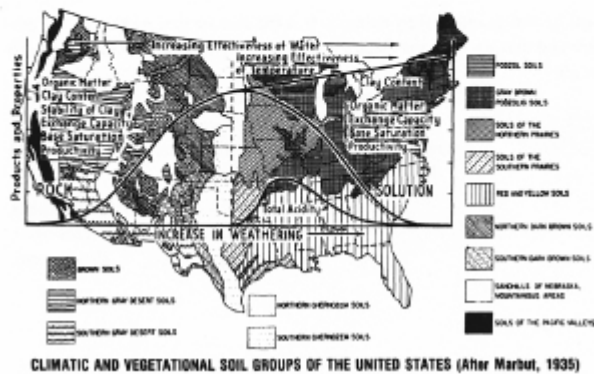 Increasing Effectiveness of Water
Increasing Effectiveness
of Temperature
Products and Properties
Organic Matter
Clay Content
Stability of Clay
Exchange Capacity
Base Saturation
Productivity
Clay Content
Organic Matter
Exchange Capacity
Base Saturation
Productivity
ROCK
SOLUTION
Total Acidity
INCREASE IN WEATHERING
PODZOL SOILS
GRAY BROWN
PODZOLIC SOILS
SOILS OF THE
NORTHERN PRAIRIES
SOILS OF THE
SOUTHERN PRAIRIES
RED AND YELLOW SOILS
NORTHERN DARK BROWN SOILS
SOUTHERN DARK BROWN SOILS
SANDHILLS OF NEBRASKA,
MOUNTAINOUS AREAS
SOILS OF THE PACIFIC VALLEYS
BROWN SOILS
NORTHERN GRAY DESERT SOILS
SOUTHERN GRAY DESERT SOILS
NORTHERN CHERNOZEM SOILS
SOUTHERN CHERNOZEM SOILS
CLIMATIC AND VEGETATIONAL SOIL GROUPS OF THE UNITED STATES (After Marbut, 1935)